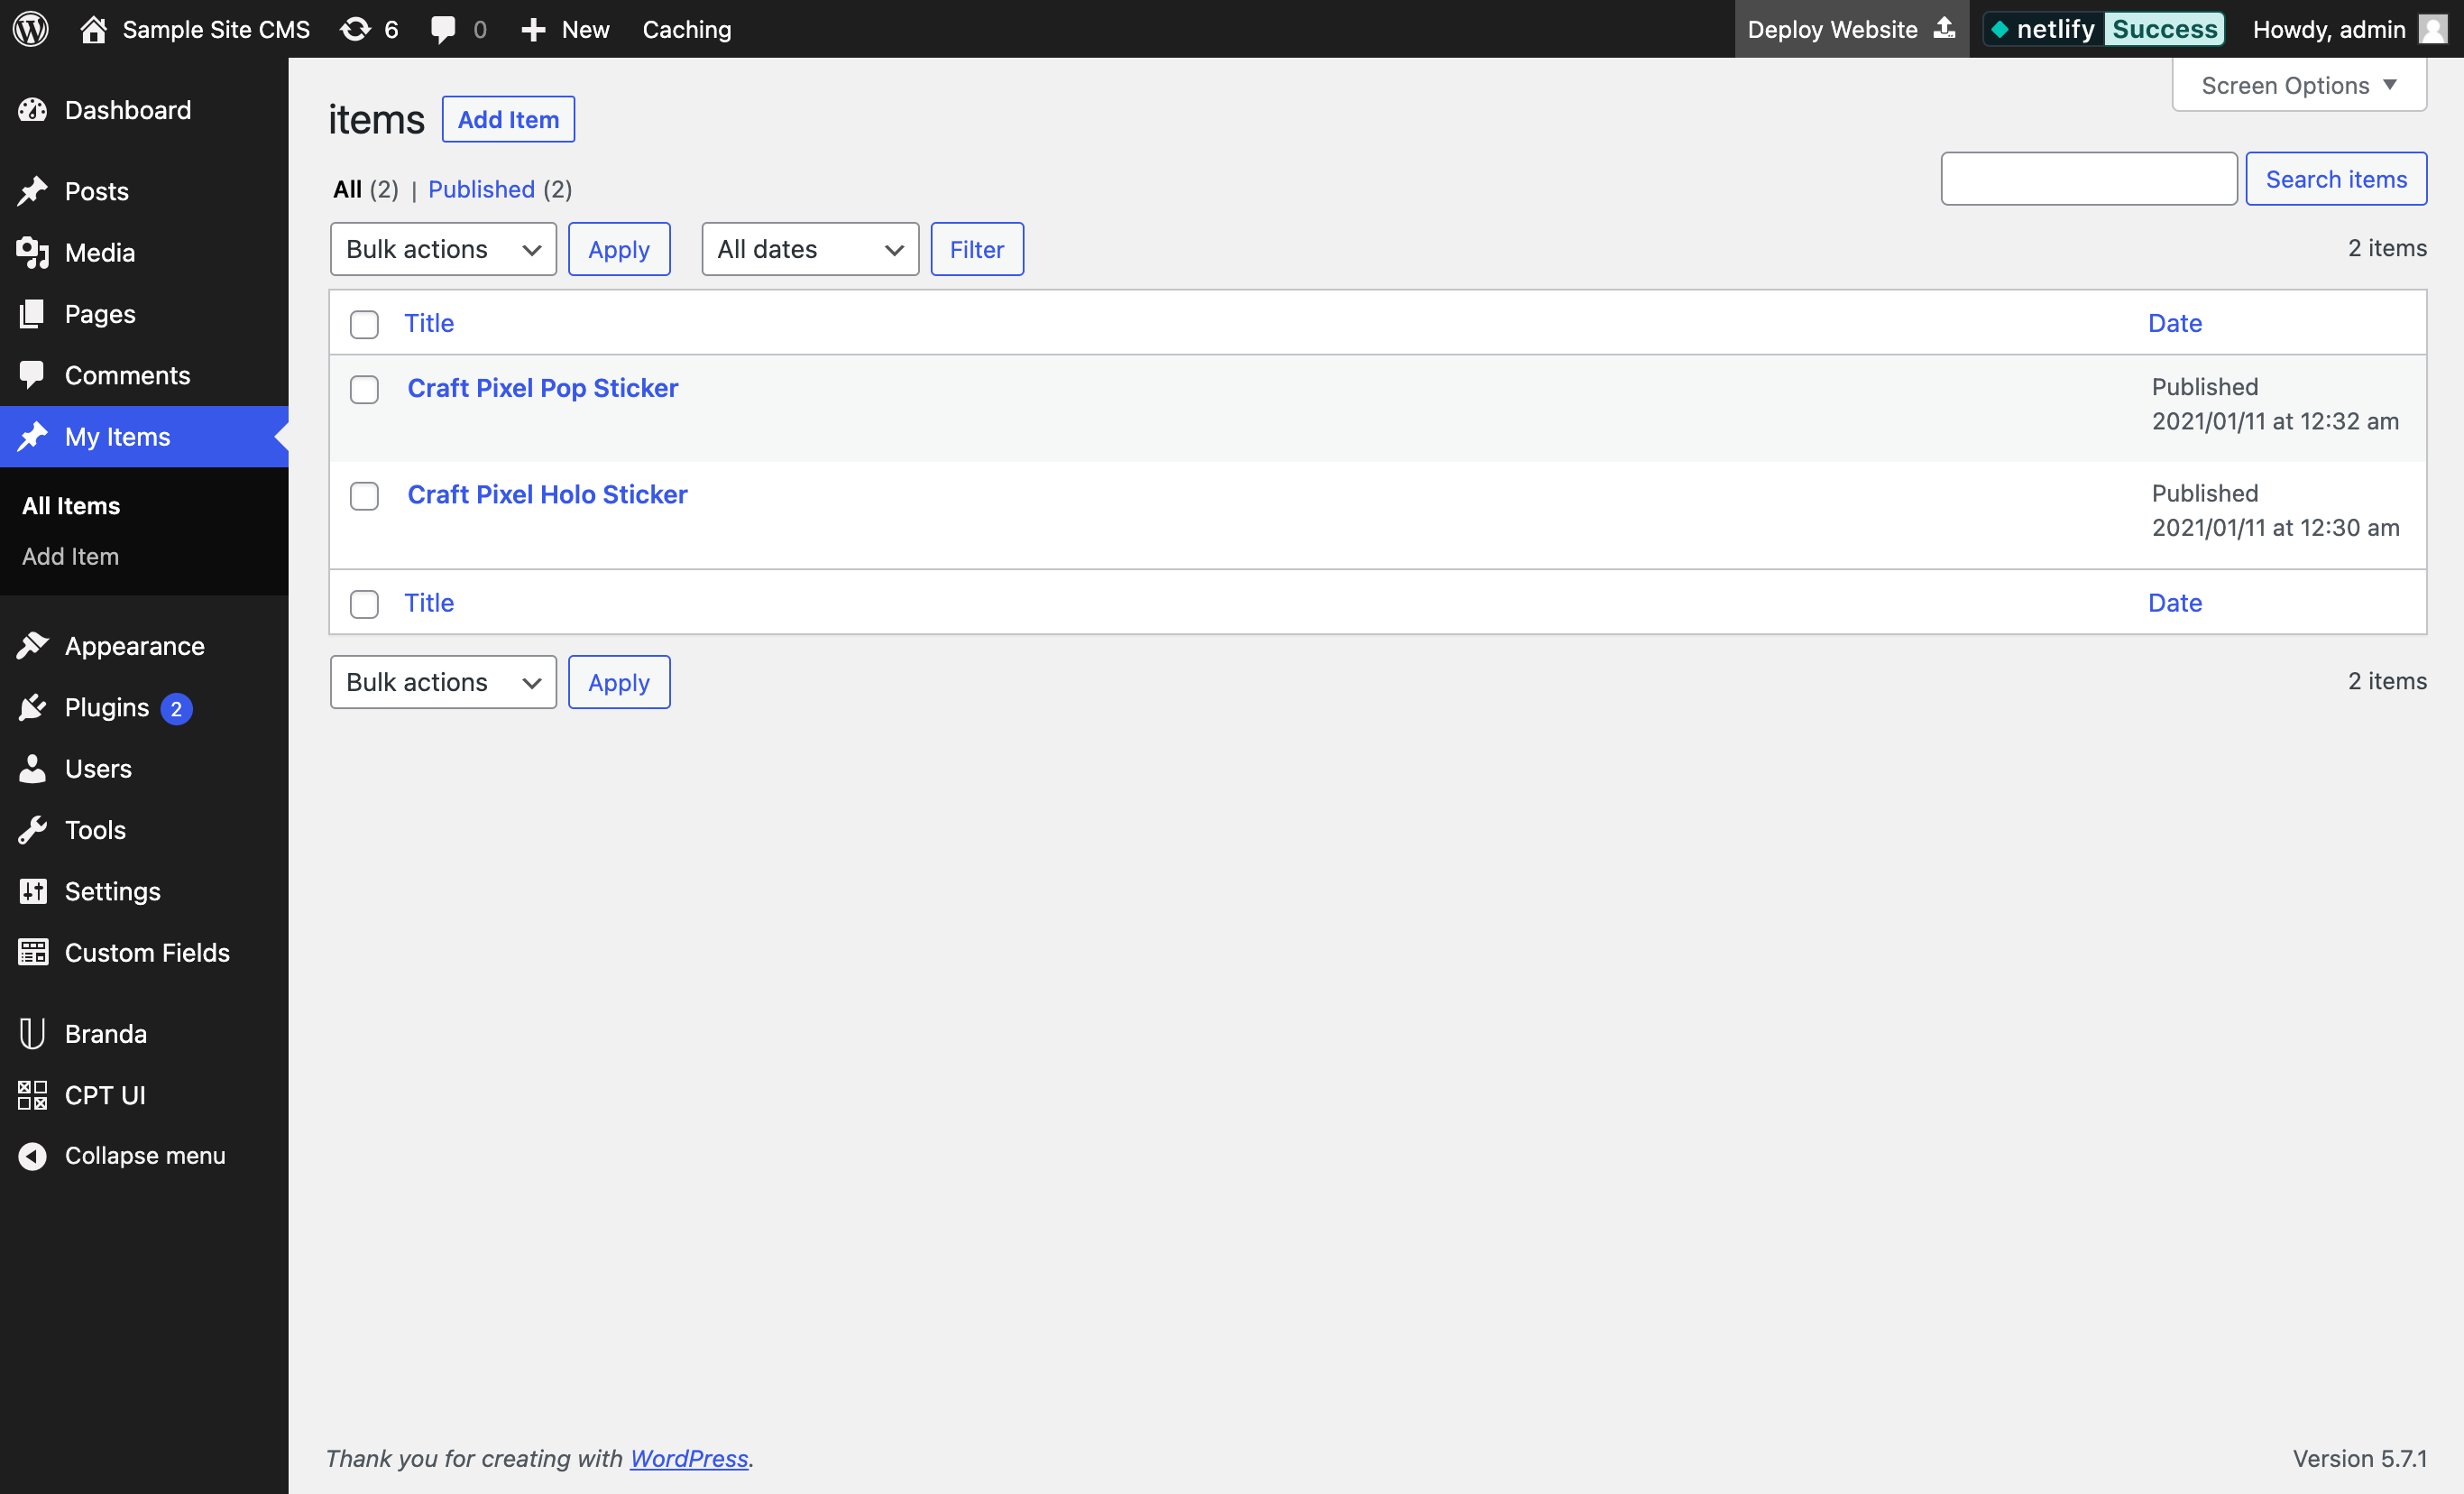 Sample Site CMS 6 0 New Caching Deploy Website netlify Success Howdy, admin
Screen Options ▼
Dashboard
Posts
Media
Pages
Comments
My Items
All Items
Add Item
Appearance
Plugins 2
Users
Tools
Settings
Custom Fields
Branda
CPT UI
Collapse menu
items Add Item
All (2) | Published (2)
Search items
Bulk actions Apply All dates Filter 2 items
Title Date
Craft Pixel Pop Sticker Published
2021/01/11 at 12:32 am
Craft Pixel Holo Sticker Published
2021/01/11 at 12:30 am
Title Date
Bulk actions Apply 2 items
Thank you for creating with WordPress. Version 5.7.1